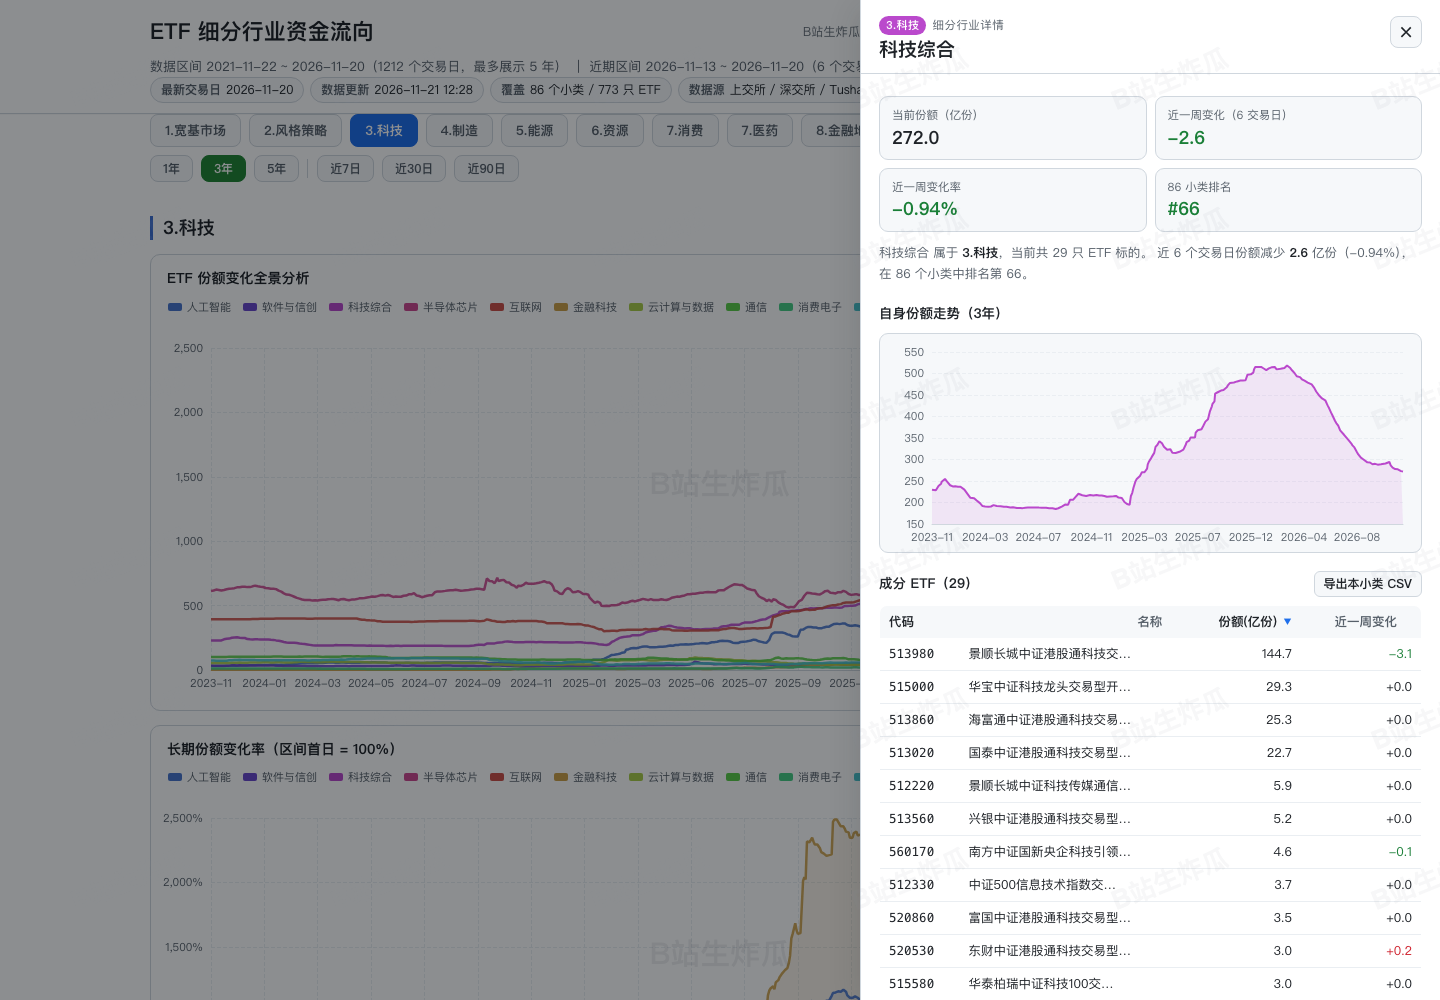 ETF 细分行业资金流向
B站生炸瓜
数据区间 2021-11-22 ~ 2026-11-20（1212 个交易日，最多展示 5 年） | 近期区间 2026-11-13 ~ 2026-11-20（6 个交易
最新交易日 2026-11-20
数据更新 2026-11-21 12:28
覆盖 86 个小类 / 773 只 ETF
数据源 上交所 / 深交所 / Tusha
1.宽基市场
2.风格策略
3.科技
4.制造
5.能源
6.资源
7.消费
7.医药
8.金融地
1年
3年
5年
近7日
近30日
近90日
3.科技
ETF 份额变化全景分析
人工智能 软件与信创 科技综合 半导体芯片 互联网 金融科技 云计算与数据 通信 消费电子
2,500
2,000
1,500
1,000
500
0
2023-11 2024-01 2024-03 2024-05 2024-07 2024-09 2024-11 2025-01 2025-03 2025-06 2025-07 2025-09 2025-
B站生炸瓜
长期份额变化率（区间首日 = 100%）
人工智能 软件与信创 科技综合 半导体芯片 互联网 金融科技 云计算与数据 通信 消费电子
2,500%
2,000%
1,500%
B站生炸瓜
3.科技 细分行业详情
科技综合
×
当前份额（亿份）
272.0
近一周变化（6 交易日）
-2.6
近一周变化率
-0.94%
86 小类排名
#66
科技综合 属于 3.科技，当前共 29 只 ETF 标的。 近 6 个交易日份额减少 2.6 亿份（-0.94%），
在 86 个小类中排名第 66。
自身份额走势（3年）
550
500
450
400
350
300
250
200
150
2023-11 2024-03 2024-07 2024-11 2025-03 2025-07 2025-12 2026-04 2026-08
成分 ETF（29）
导出本小类 CSV
代码 名称 份额(亿份) ▼ 近一周变化
513980 景顺长城中证港股通科技交... 144.7 -3.1
515000 华宝中证科技龙头交易型开... 29.3 +0.0
513860 海富通中证港股通科技交易... 25.3 +0.0
513020 国泰中证港股通科技交易型... 22.7 +0.0
512220 景顺长城中证科技传媒通信... 5.9 +0.0
513560 兴银中证港股通科技交易型... 5.2 +0.0
560170 南方中证国新央企科技引领... 4.6 -0.1
512330 中证500信息技术指数交... 3.7 +0.0
520860 富国中证港股通科技交易型... 3.5 +0.0
520530 东财中证港股通科技交易型... 3.0 +0.2
515580 华泰柏瑞中证科技100交... 3.0 +0.0